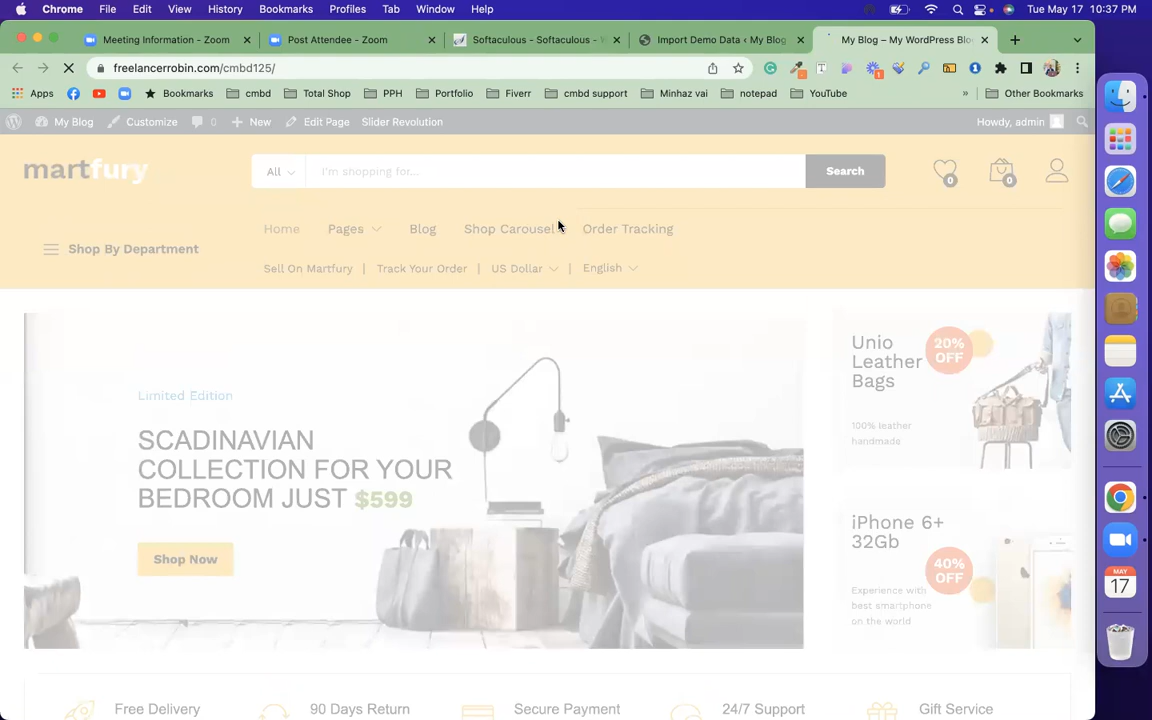 Chrome File Edit View History Bookmarks Profiles Tab Window Help Tue May 17 10:37 PM
Meeting Information - Zoom Post Attendee - Zoom Softaculous - Softaculous - Import Demo Data ‹ My Blog My Blog – My WordPress Blo
freelancerrobin.com/cmbd125/
Apps Bookmarks cmbd Total Shop PPH Portfolio Fiverr cmbd support Minhaz vai notepad YouTube » Other Bookmarks
My Blog Customize 0 New Edit Page Slider Revolution Howdy, admin
martfury All I'm shopping for... Search 0 0
Home Pages Blog Shop Carousel Order Tracking
Shop By Department
Sell On Martfury | Track Your Order | US Dollar | English
Limited Edition
SCADINAVIAN
COLLECTION FOR YOUR
BEDROOM JUST $599
Shop Now
Unio
Leather
Bags
20%
OFF
100% leather
handmade
iPhone 6+
32Gb
40%
OFF
Experience with
best smartphone
on the world
Free Delivery 90 Days Return Secure Payment 24/7 Support Gift Service
MAY
17